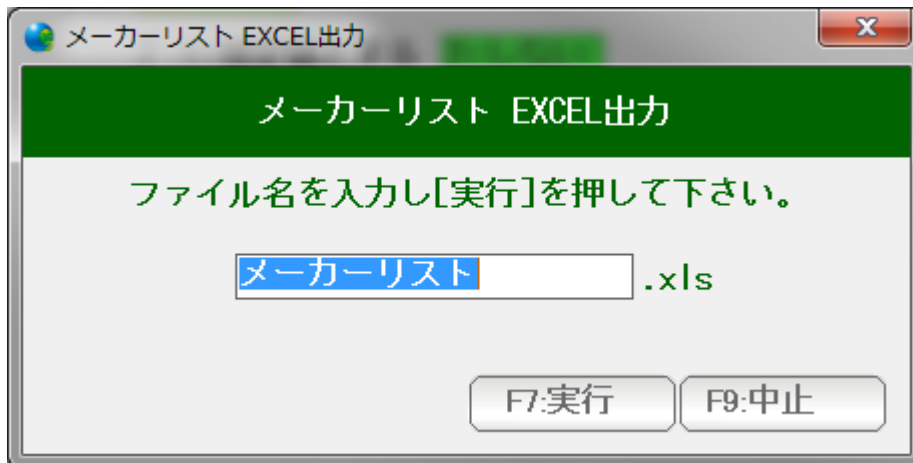 メーカーリスト EXCEL出力
メーカーリスト EXCEL出力
ファイル名を入力し[実行]を押して下さい。
メーカーリスト .xls
F7:実行 F9:中止